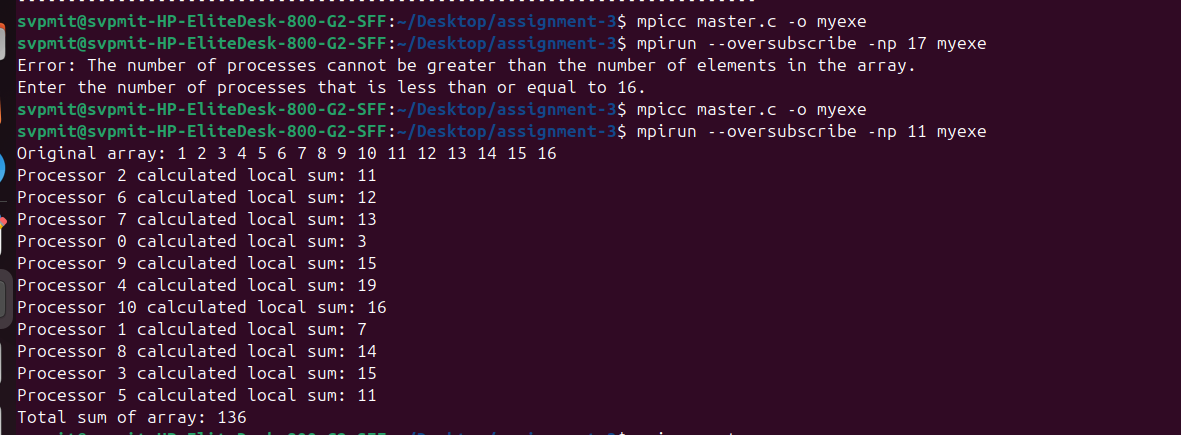 svpmit@svpmit-HP-EliteDesk-800-G2-SFF:~/Desktop/assignment-3$ mpicc master.c -o myexe
svpmit@svpmit-HP-EliteDesk-800-G2-SFF:~/Desktop/assignment-3$ mpirun --oversubscribe -np 17 myexe
Error: The number of processes cannot be greater than the number of elements in the array.
Enter the number of processes that is less than or equal to 16.
svpmit@svpmit-HP-EliteDesk-800-G2-SFF:~/Desktop/assignment-3$ mpicc master.c -o myexe
svpmit@svpmit-HP-EliteDesk-800-G2-SFF:~/Desktop/assignment-3$ mpirun --oversubscribe -np 11 myexe
Original array: 1 2 3 4 5 6 7 8 9 10 11 12 13 14 15 16
Processor 2 calculated local sum: 11
Processor 6 calculated local sum: 12
Processor 7 calculated local sum: 13
Processor 0 calculated local sum: 3
Processor 9 calculated local sum: 15
Processor 4 calculated local sum: 19
Processor 10 calculated local sum: 16
Processor 1 calculated local sum: 7
Processor 8 calculated local sum: 14
Processor 3 calculated local sum: 15
Processor 5 calculated local sum: 11
Total sum of array: 136